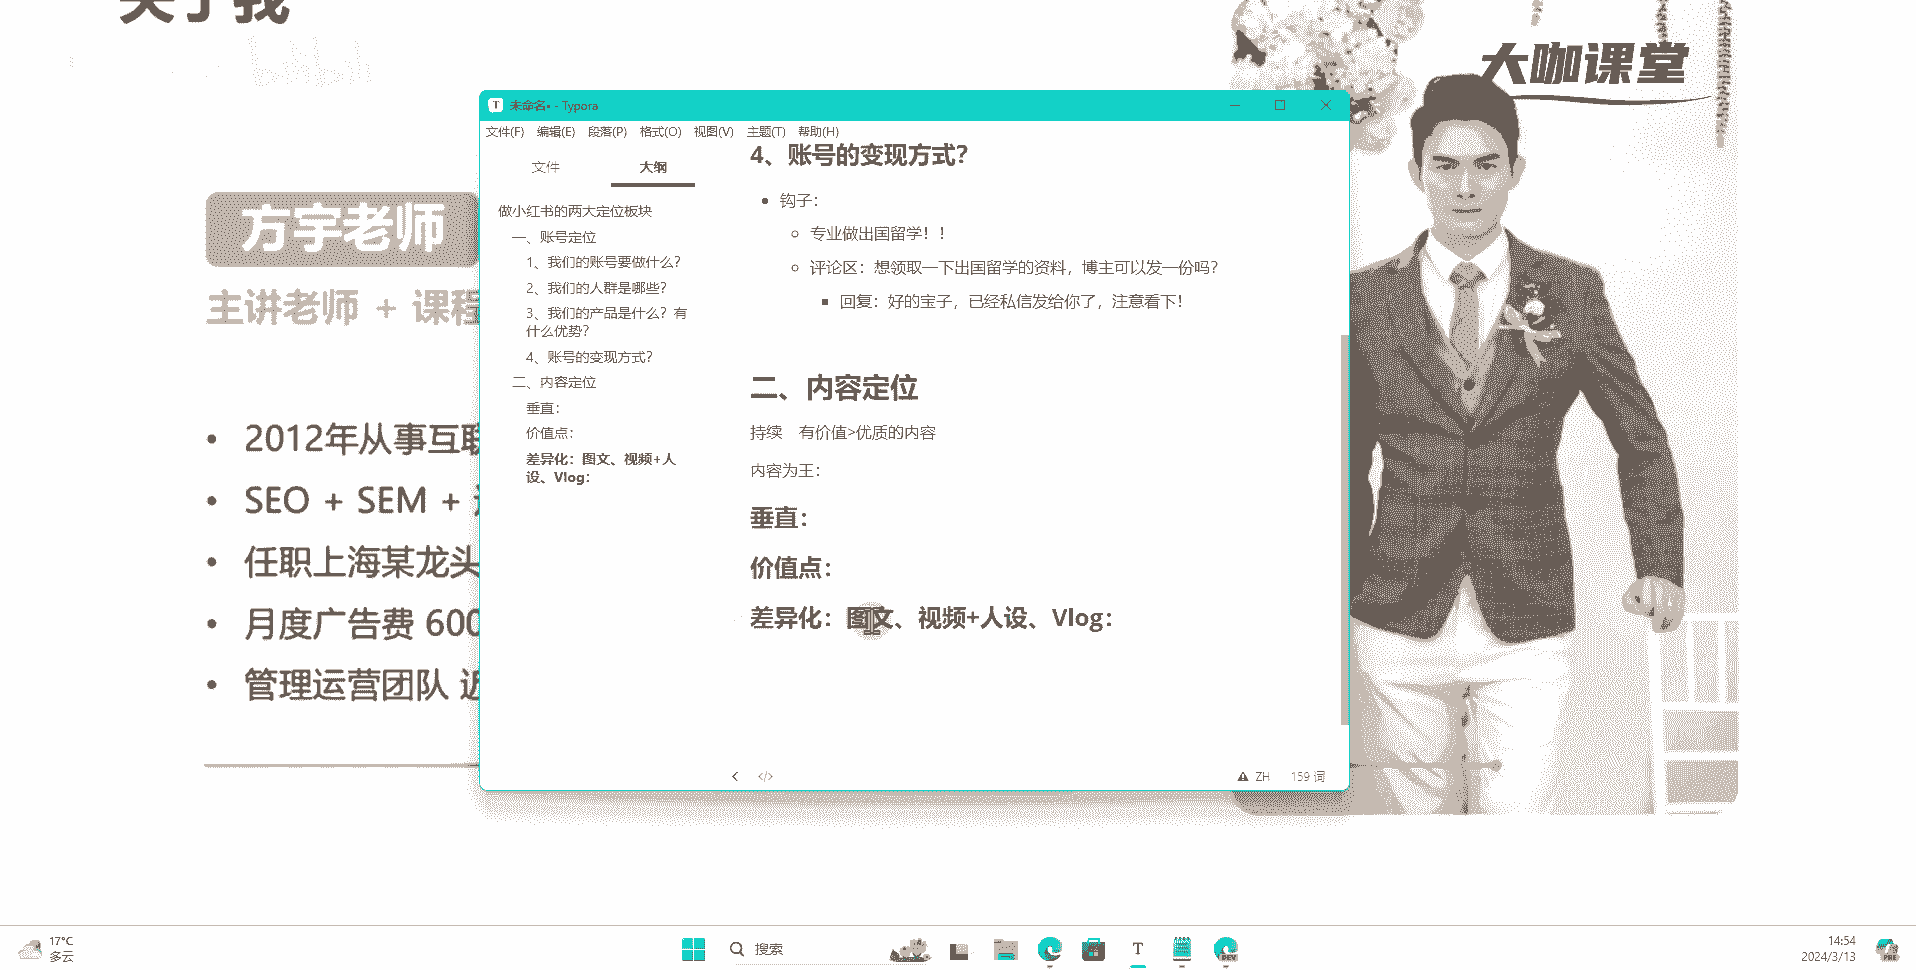 关于我
bilibili
大咖课堂
方宇老师
主讲老师 + 课程
2012年从事互联
SEO + SEM +
任职上海某龙头
月度广告费 600
管理运营团队 近
未命名• - Typora
文件(F) 编辑(E) 段落(P) 格式(O) 视图(V) 主题(T) 帮助(H)
文件 大纲
做小红书的两大定位板块
一、账号定位
1、我们的账号要做什么？
2、我们的人群是哪些？
3、我们的产品是什么？有
什么优势？
4、账号的变现方式？
二、内容定位
垂直：
价值点：
差异化：图文、视频+人
设、Vlog：
4、账号的变现方式？
钩子：
专业做出国留学！！
评论区：想领取一下出国留学的资料，博主可以发一份吗？
回复：好的宝子，已经私信发给你了，注意看下！
二、内容定位
持续 有价值>优质的内容
内容为王：
垂直：
价值点：
差异化：图文、视频+人设、Vlog：
</> ZH 159 词
17°C
多云
搜索
T
DEV
14:54
2024/3/13
PRE